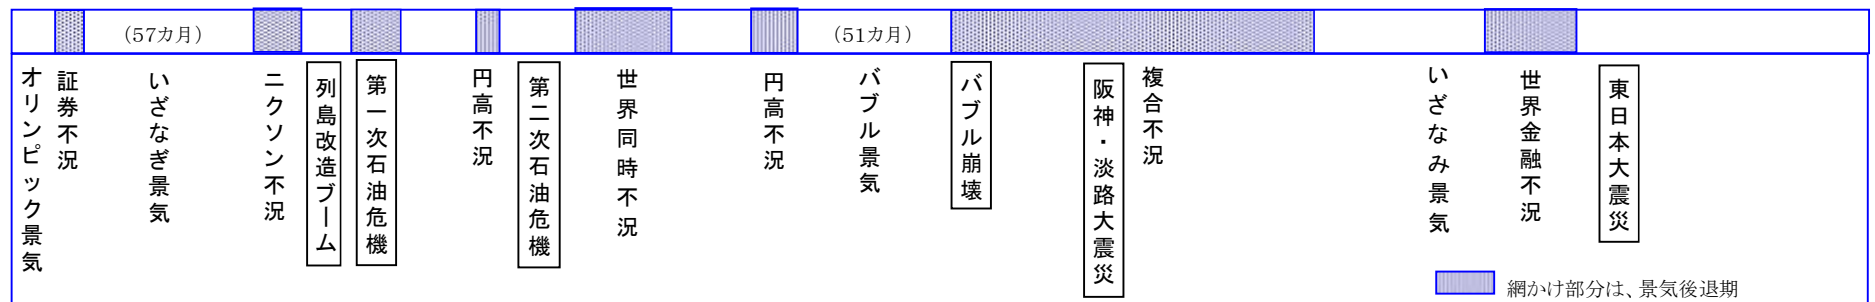 (57カ月)
(51カ月)
オリンピック景気
証券不況
いざなぎ景気
ニクソン不況
列島改造ブーム
第一次石油危機
円高不況
第二次石油危機
世界同時不況
円高不況
バブル景気
バブル崩壊
阪神・淡路大震災
複合不況
いざなみ景気
世界金融不況
東日本大震災
網かけ部分は、景気後退期